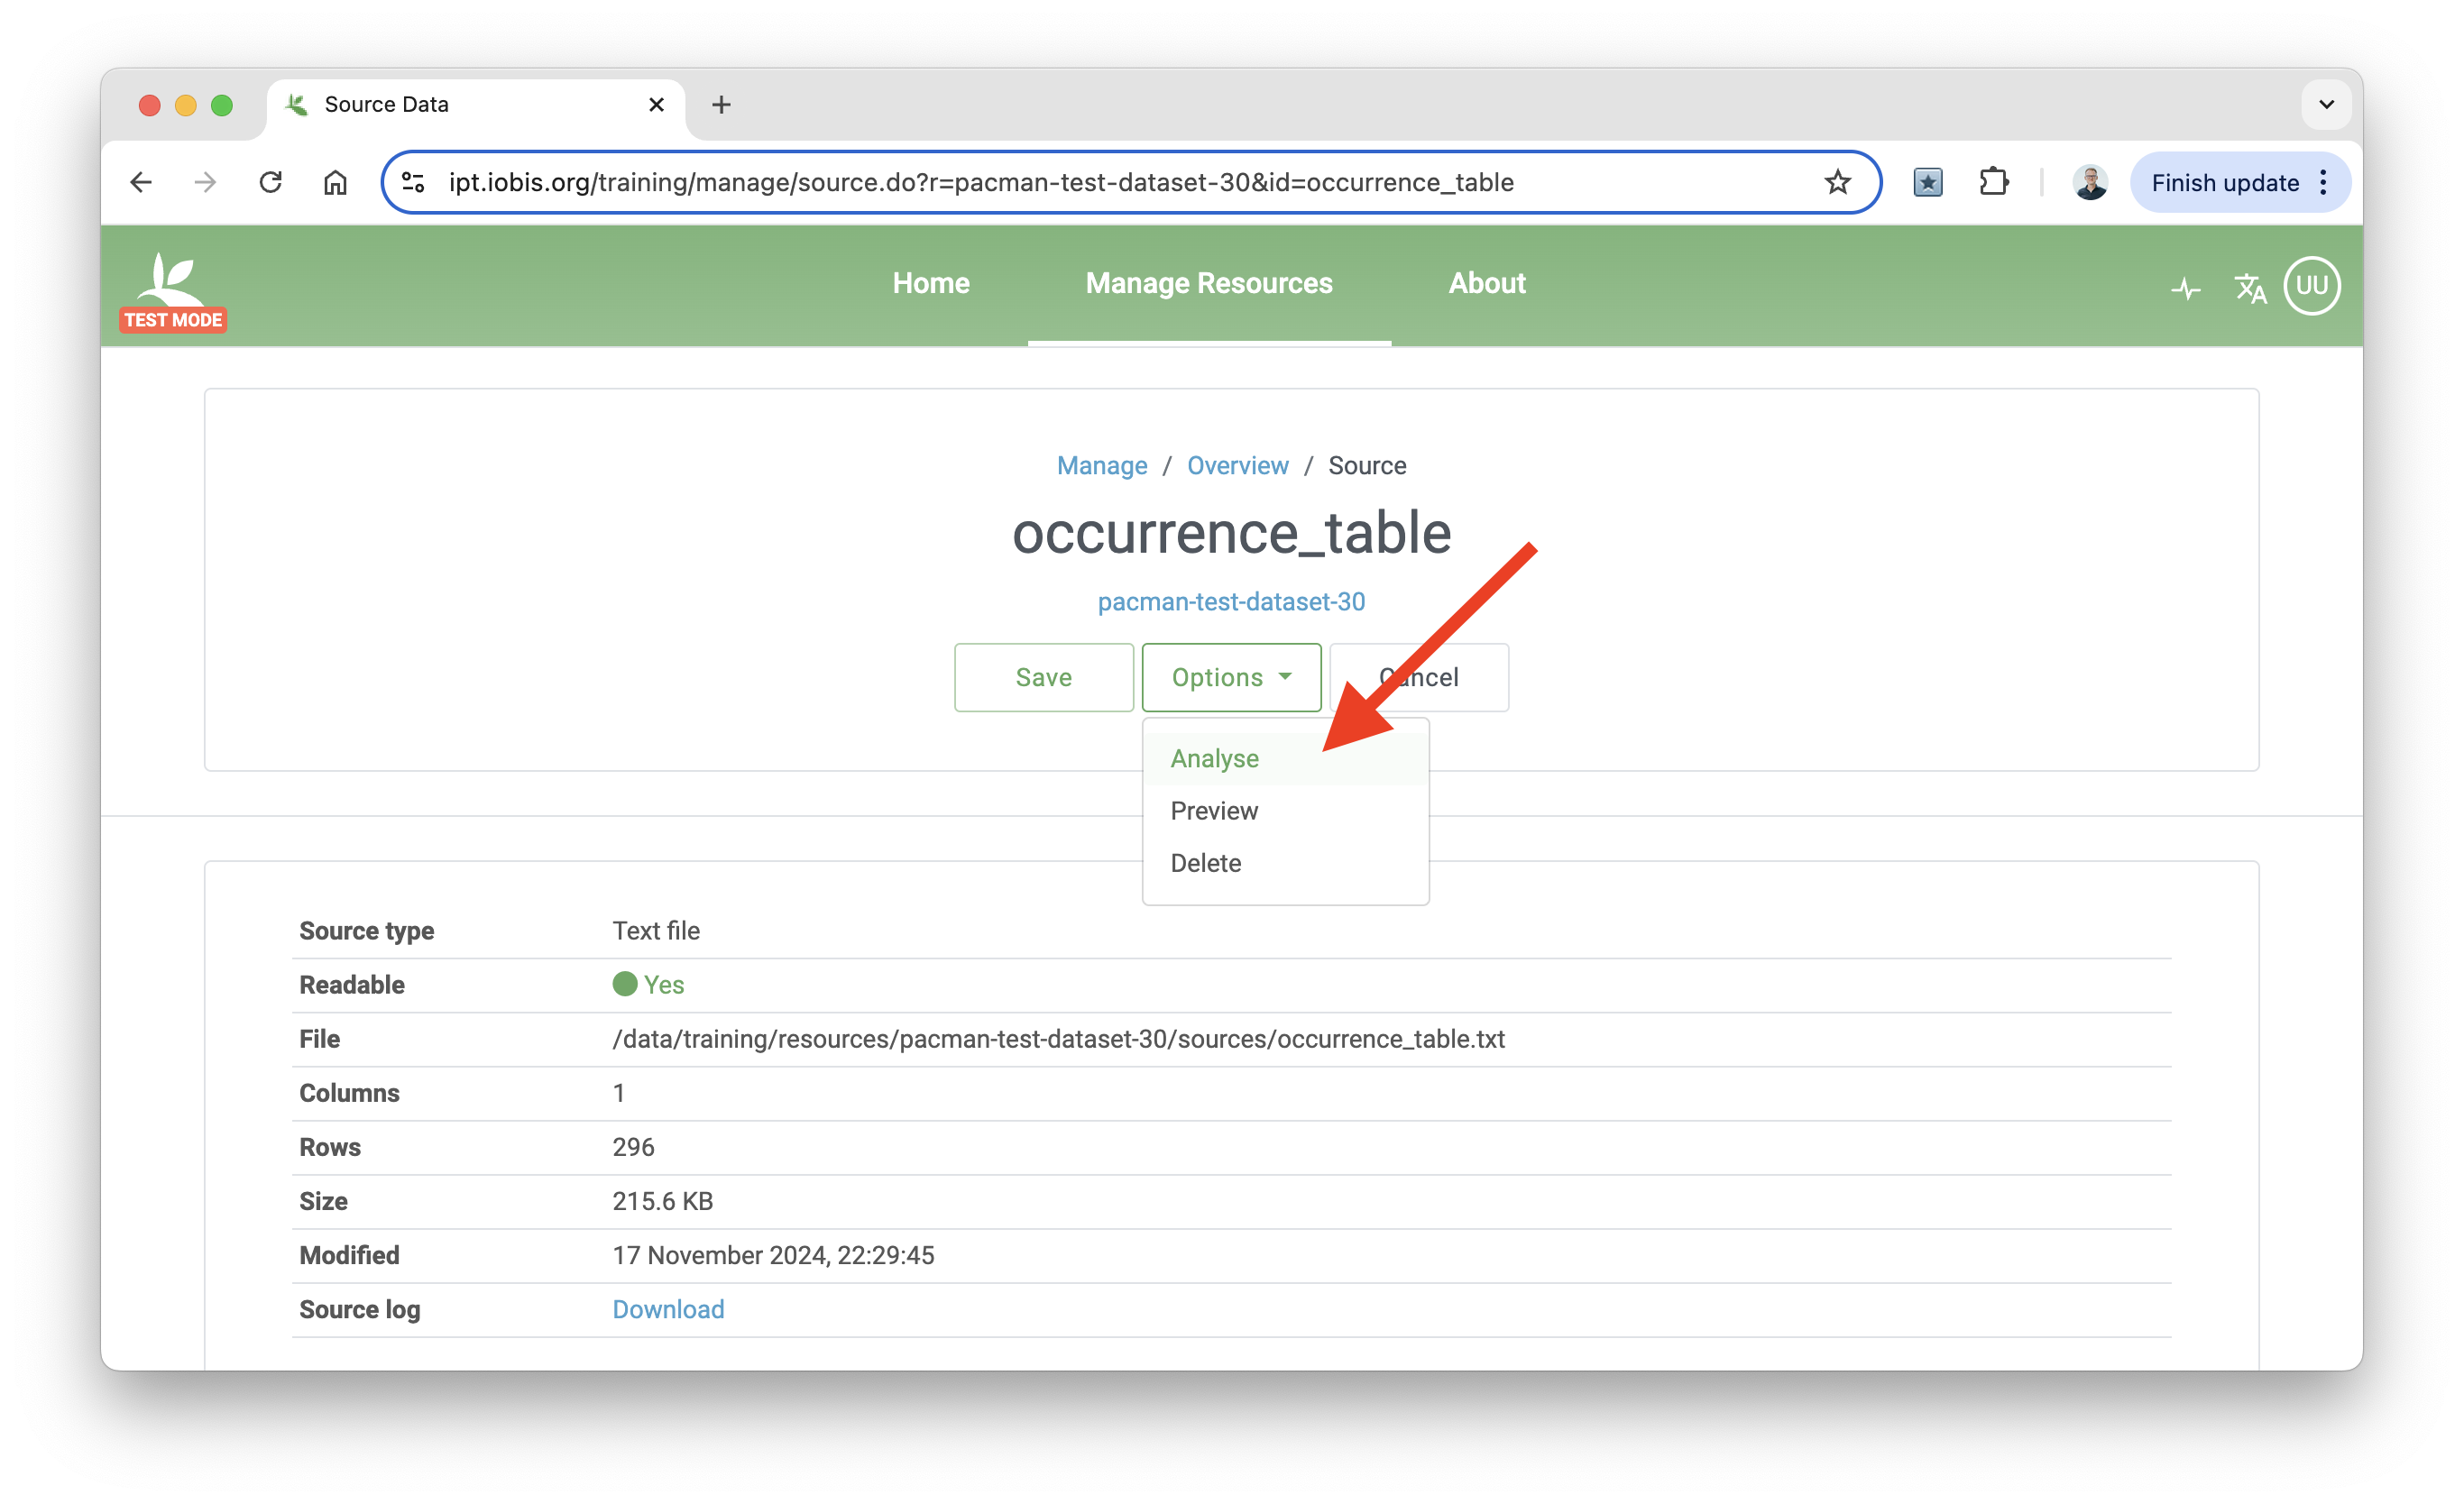 Source Data
ipt.iobis.org/training/manage/source.do?r=pacman-test-dataset-30&id=occurrence_table
Finish update
TEST MODE
Home
Manage Resources
About
UU
Manage / Overview / Source
occurrence_table
pacman-test-dataset-30
Save
Options
Cancel
Analyse
Preview
Delete
Source type Text file
Readable Yes
File /data/training/resources/pacman-test-dataset-30/sources/occurrence_table.txt
Columns 1
Rows 296
Size 215.6 KB
Modified 17 November 2024, 22:29:45
Source log Download